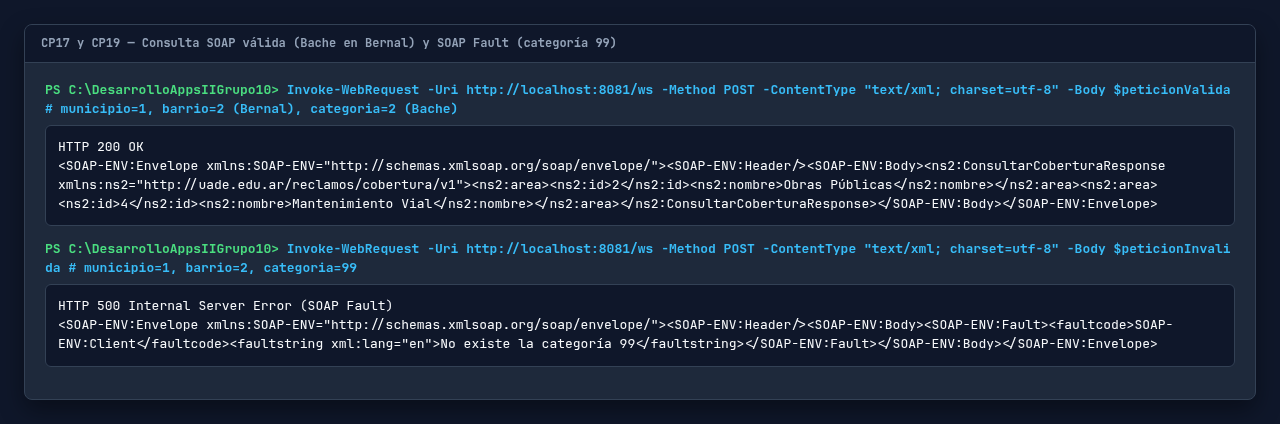 CP17 y CP19 — Consulta SOAP válida (Bache en Bernal) y SOAP Fault (categoría 99)
PS C:\DesarrolloAppsIIGrupo10> Invoke-WebRequest -Uri http://localhost:8081/ws -Method POST -ContentType "text/xml; charset=utf-8" -Body $peticionValida
# municipio=1, barrio=2 (Bernal), categoria=2 (Bache)
HTTP 200 OK
<SOAP-ENV:Envelope xmlns:SOAP-ENV="http://schemas.xmlsoap.org/soap/envelope/"><SOAP-ENV:Header/><SOAP-ENV:Body><ns2:ConsultarCoberturaResponse
xmlns:ns2="http://uade.edu.ar/reclamos/cobertura/v1"><ns2:area><ns2:id>2</ns2:id><ns2:nombre>Obras Públicas</ns2:nombre></ns2:area><ns2:area>
<ns2:id>4</ns2:id><ns2:nombre>Mantenimiento Vial</ns2:nombre></ns2:area></ns2:ConsultarCoberturaResponse></SOAP-ENV:Body></SOAP-ENV:Envelope>
PS C:\DesarrolloAppsIIGrupo10> Invoke-WebRequest -Uri http://localhost:8081/ws -Method POST -ContentType "text/xml; charset=utf-8" -Body $peticionInvali
da # municipio=1, barrio=2, categoria=99
HTTP 500 Internal Server Error (SOAP Fault)
<SOAP-ENV:Envelope xmlns:SOAP-ENV="http://schemas.xmlsoap.org/soap/envelope/"><SOAP-ENV:Header/><SOAP-ENV:Body><SOAP-ENV:Fault><faultcode>SOAP-
ENV:Client</faultcode><faultstring xml:lang="en">No existe la categoría 99</faultstring></SOAP-ENV:Fault></SOAP-ENV:Body></SOAP-ENV:Envelope>